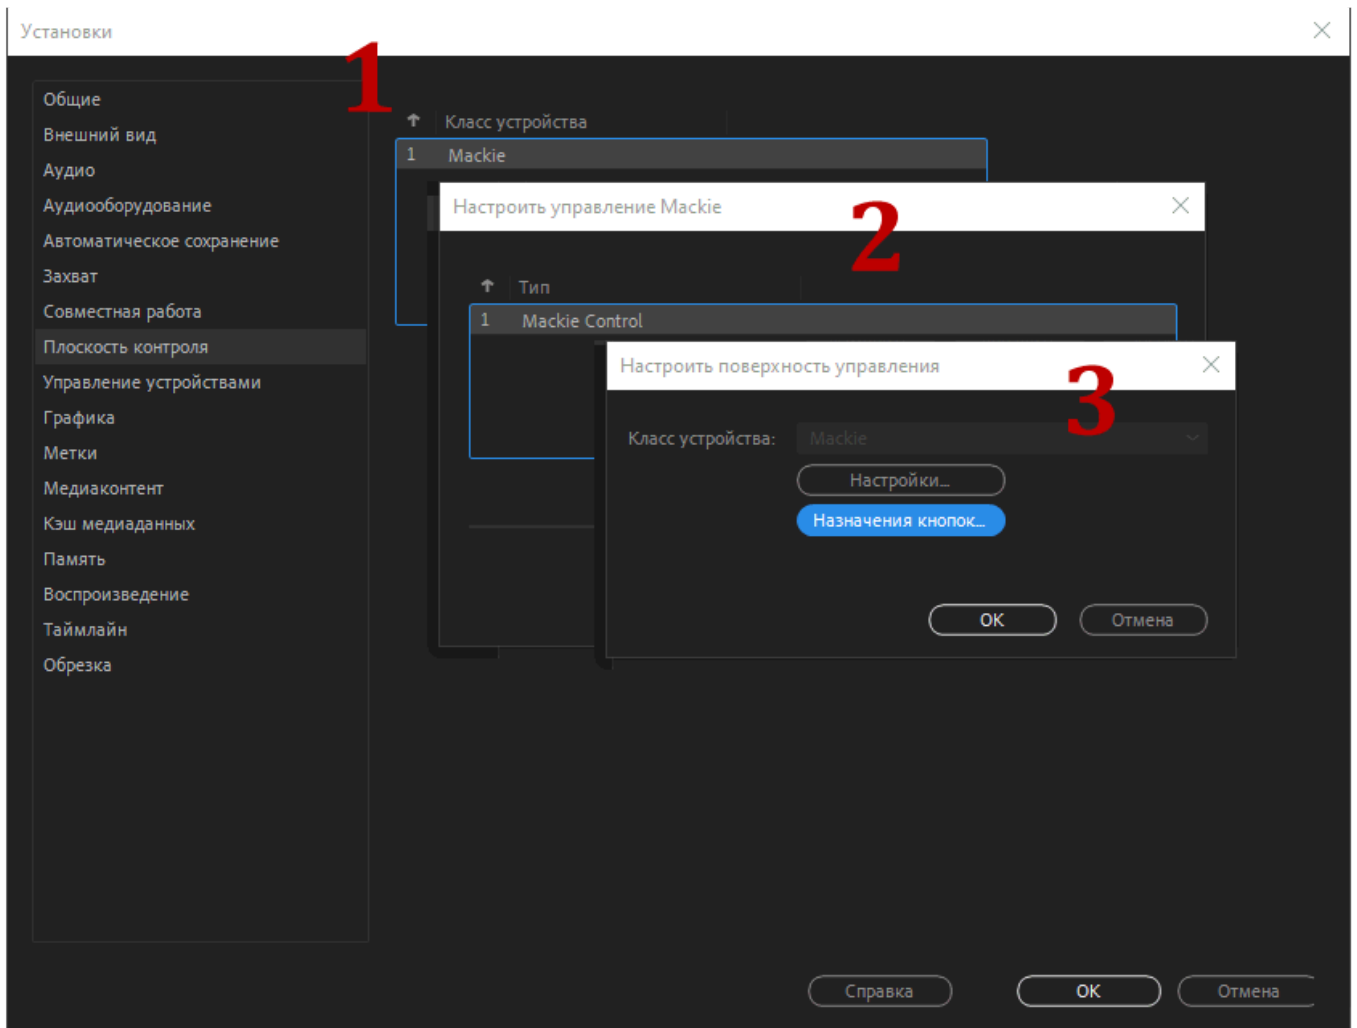 Установки
1
Общие
Внешний вид
Аудио
Аудиооборудование
Автоматическое сохранение
Захват
Совместная работа
Плоскость контроля
Управление устройствами
Графика
Метки
Медиаконтент
Кэш медиаданных
Память
Воспроизведение
Таймлайн
Обрезка
Класс устройства
1 Mackie
Настроить управление Mackie
2
Тип
1 Mackie Control
Настроить поверхность управления
3
Класс устройства: Mackie
Настройки...
Назначения кнопок...
OK Отмена
Справка OK Отмена